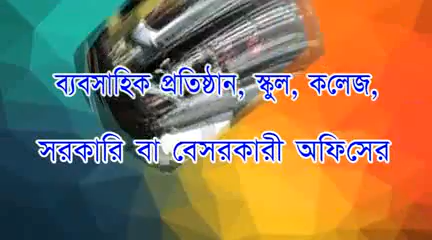 ব্যবসাহিক প্রতিষ্ঠান, স্কুল, কলেজ,
সরকারি বা বেসরকারী অফিসের